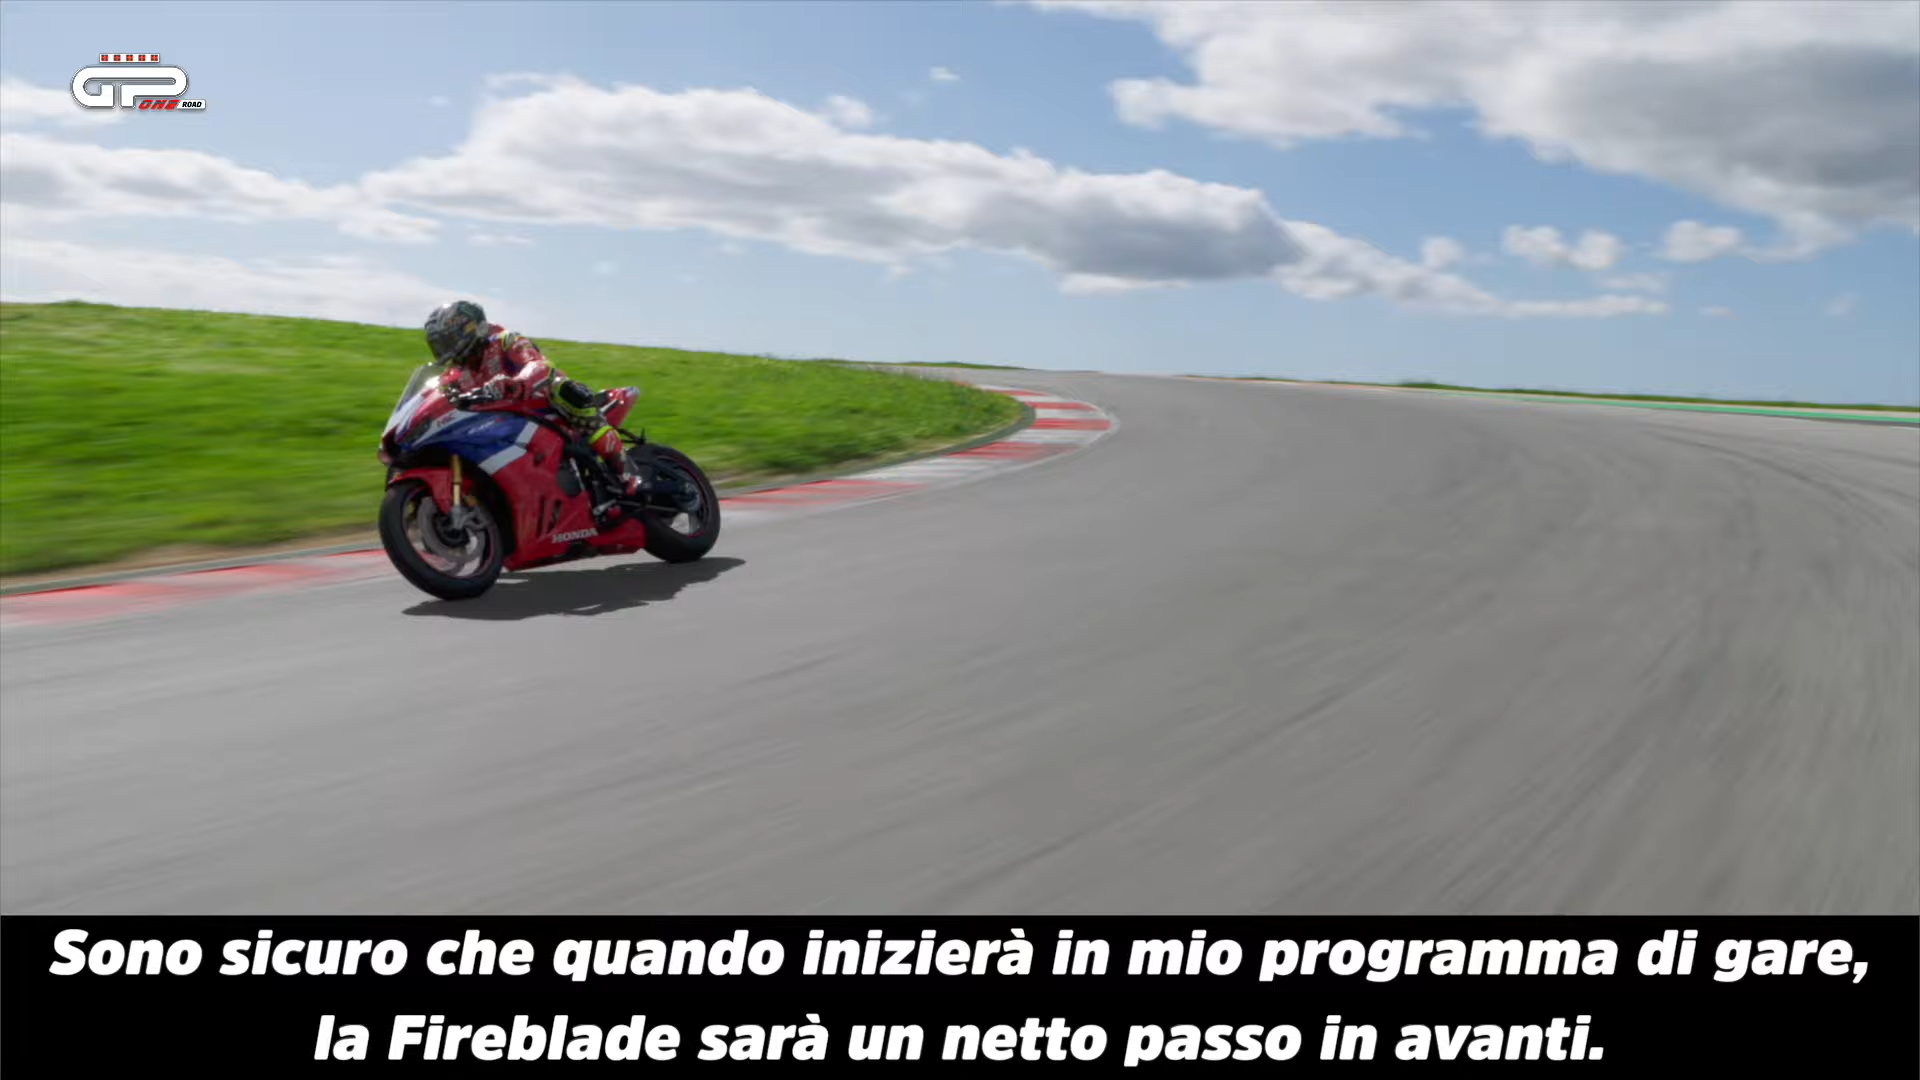 GP
ONE ROAD
HONDA
Sono sicuro che quando inizierà in mio programma di gare,
la Fireblade sarà un netto passo in avanti.